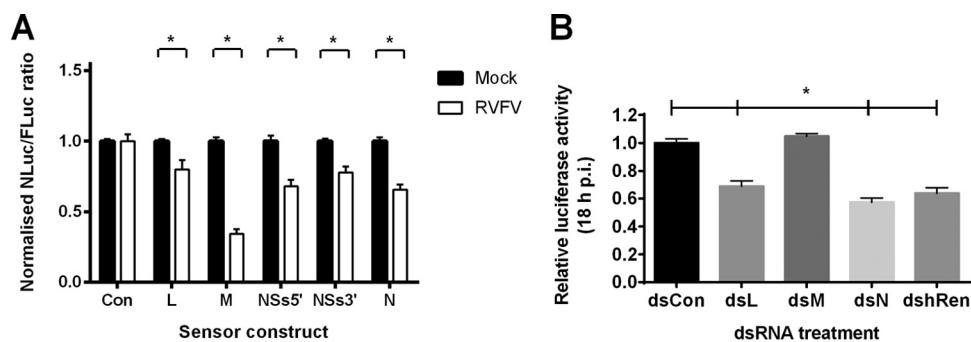 A
* * * * *
Normalised NLuc/FLuc ratio
1.5
1.0
0.5
0.0
Con L M NSs5' NSs3' N
Sensor construct
Mock
RVFV
B
*
Relative luciferase activity
(18 h p.i.)
1.2
1.0
0.8
0.6
0.4
0.2
0.0
dsCon dsL dsM dsN dshRen
dsRNA treatment